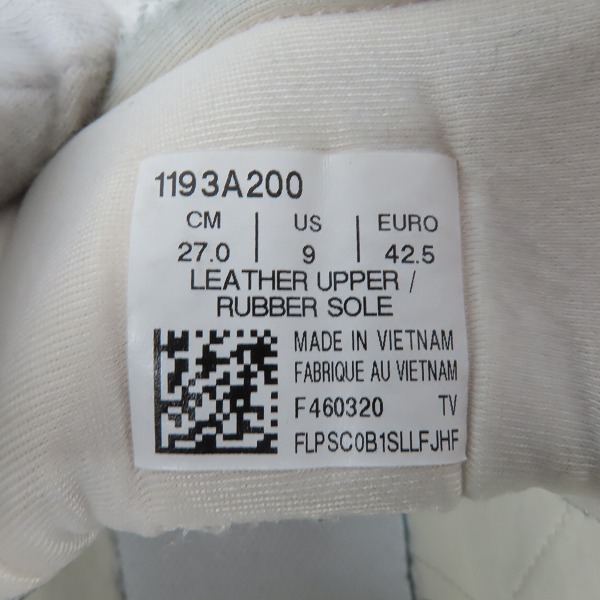 1193A200
CM | US | EURO
27.0 | 9 | 42.5
LEATHER UPPER /
RUBBER SOLE
MADE IN VIETNAM
FABRIQUE AU VIETNAM
F460320 TV
FLPSC0B1SLLFJHF